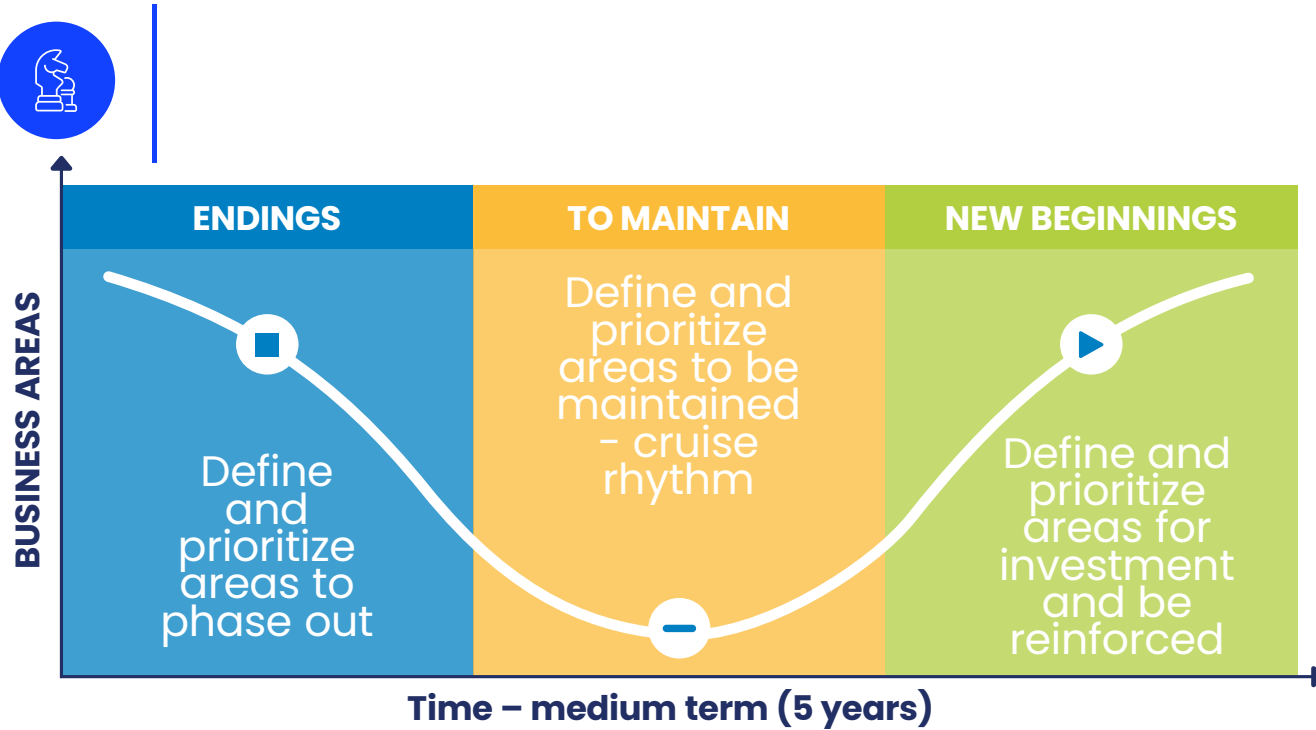 ENDINGS
TO MAINTAIN
NEW BEGINNINGS
BUSINESS AREAS
Define
and
prioritize
areas to
phase out
Define and
prioritize
areas to be
maintained
- cruise
rhythm
Define and
prioritize
areas for
investment
and be
reinforced
Time – medium term (5 years)